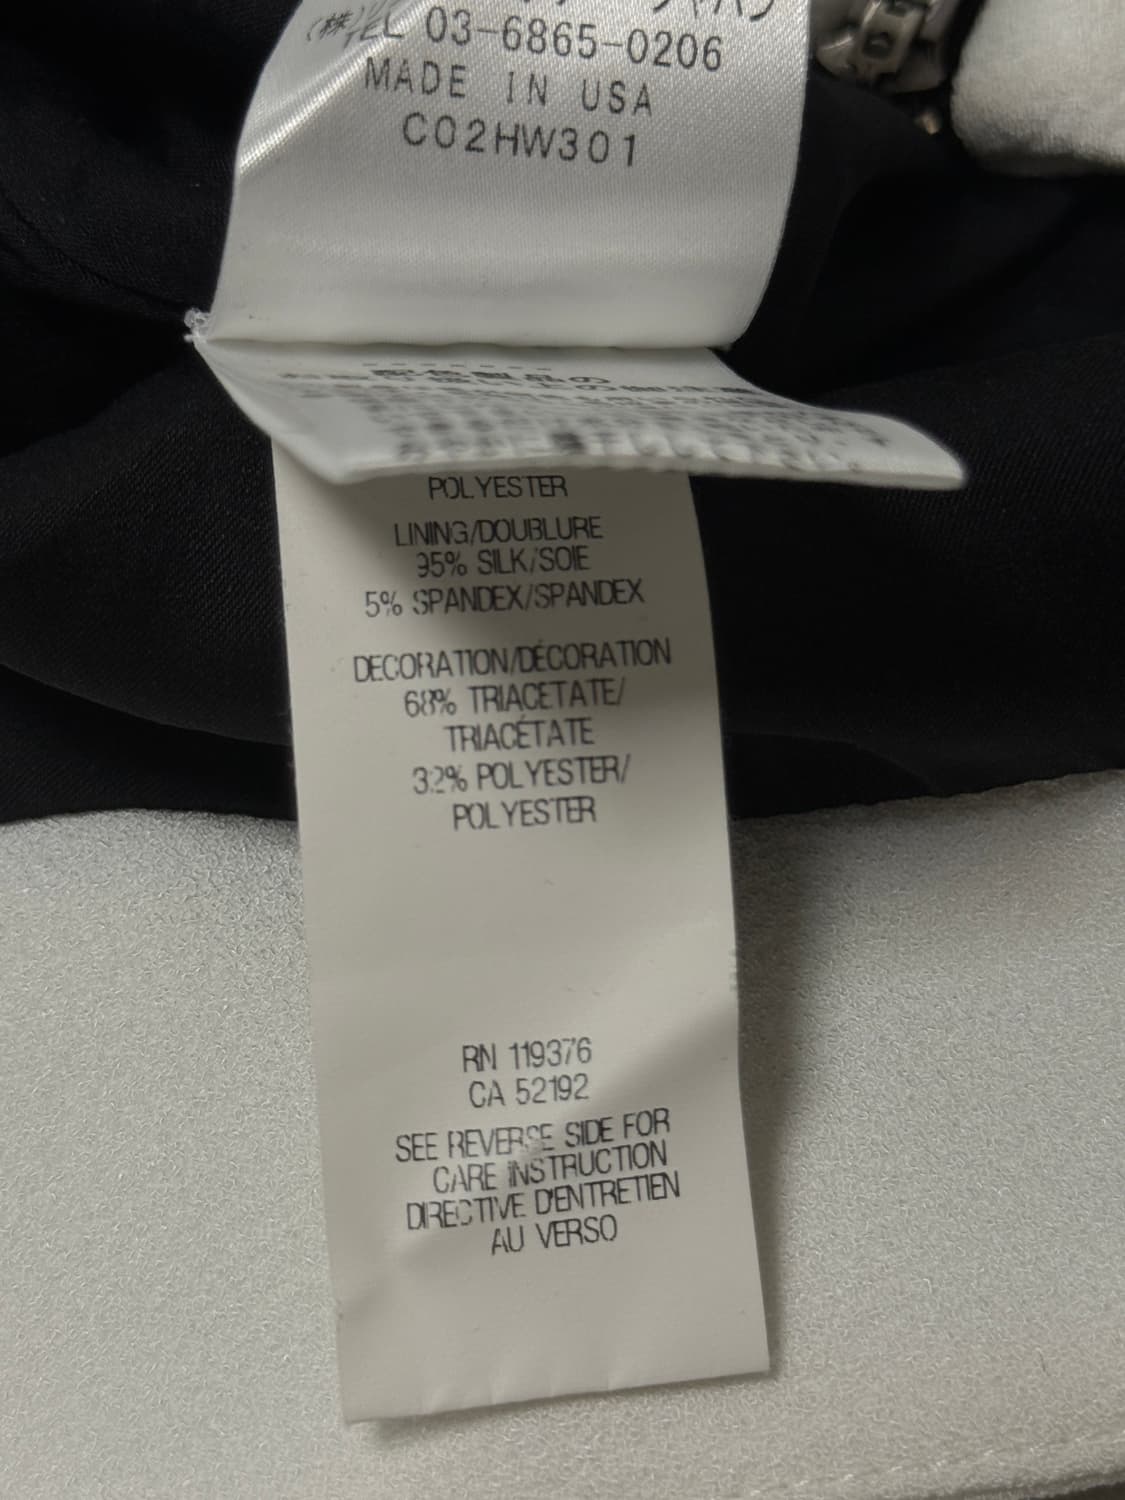 (株)
TEL 03-6865-0206
MADE IN USA
C02HW301
POLYESTER
LINING/DOUBLURE
95% SILK/SOIE
5% SPANDEX/SPANDEX
DECORATION/DÉCORATION
68% TRIACETATE/
TRIACÉTATE
32% POLYESTER/
POLYESTER
RN 119376
CA 52192
SEE REVERSE SIDE FOR
CARE INSTRUCTION
DIRECTIVE D'ENTRETIEN
AU VERSO